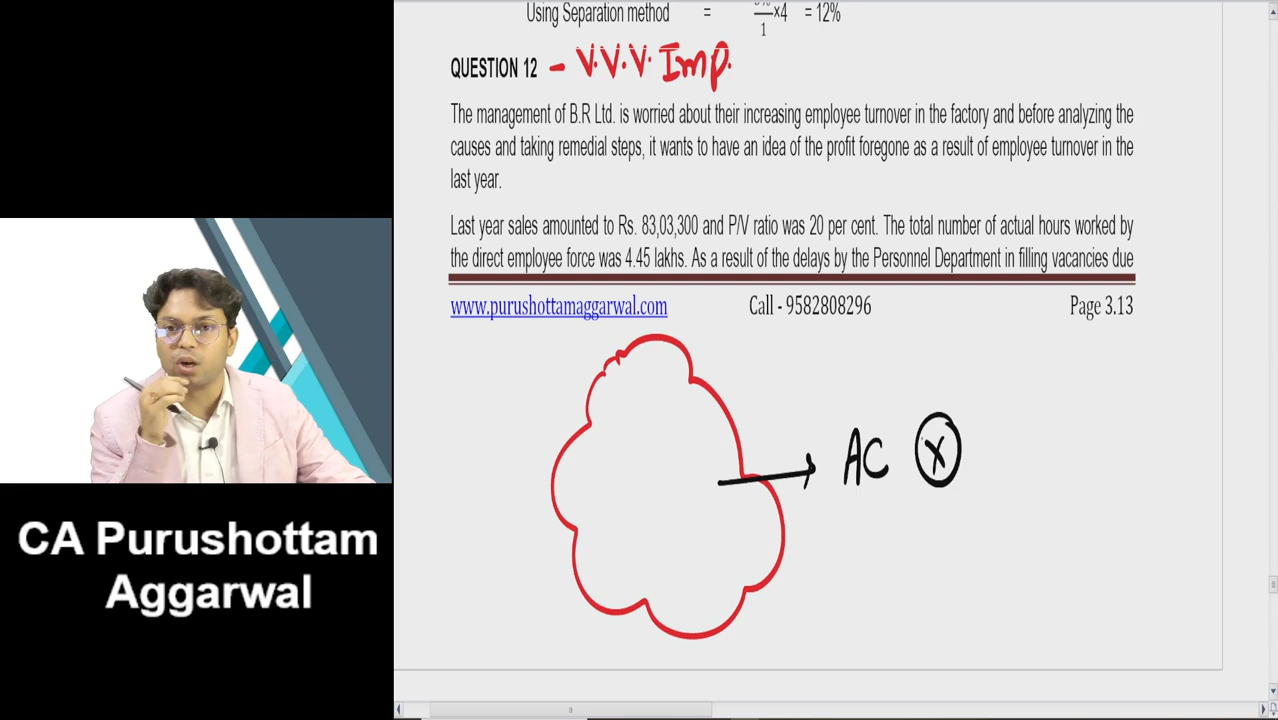 Using Separation method = /1 ×4 = 12%
QUESTION 12 - V.V.V. Imp.
The management of B.R Ltd. is worried about their increasing employee turnover in the factory and before analyzing the
causes and taking remedial steps, it wants to have an idea of the profit foregone as a result of employee turnover in the
last year.
Last year sales amounted to Rs. 83,03,300 and P/V ratio was 20 per cent. The total number of actual hours worked by
the direct employee force was 4.45 lakhs. As a result of the delays by the Personnel Department in filling vacancies due
www.purushottamaggarwal.com Call - 9582808296 Page 3.13
AC X
CA Purushottam
Aggarwal